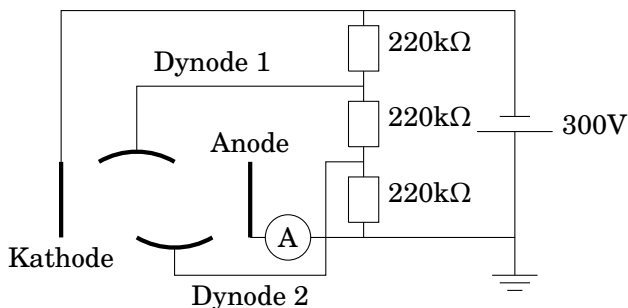 220kΩ
Dynode 1
220kΩ
300V
Anode
220kΩ
A
Kathode
Dynode 2